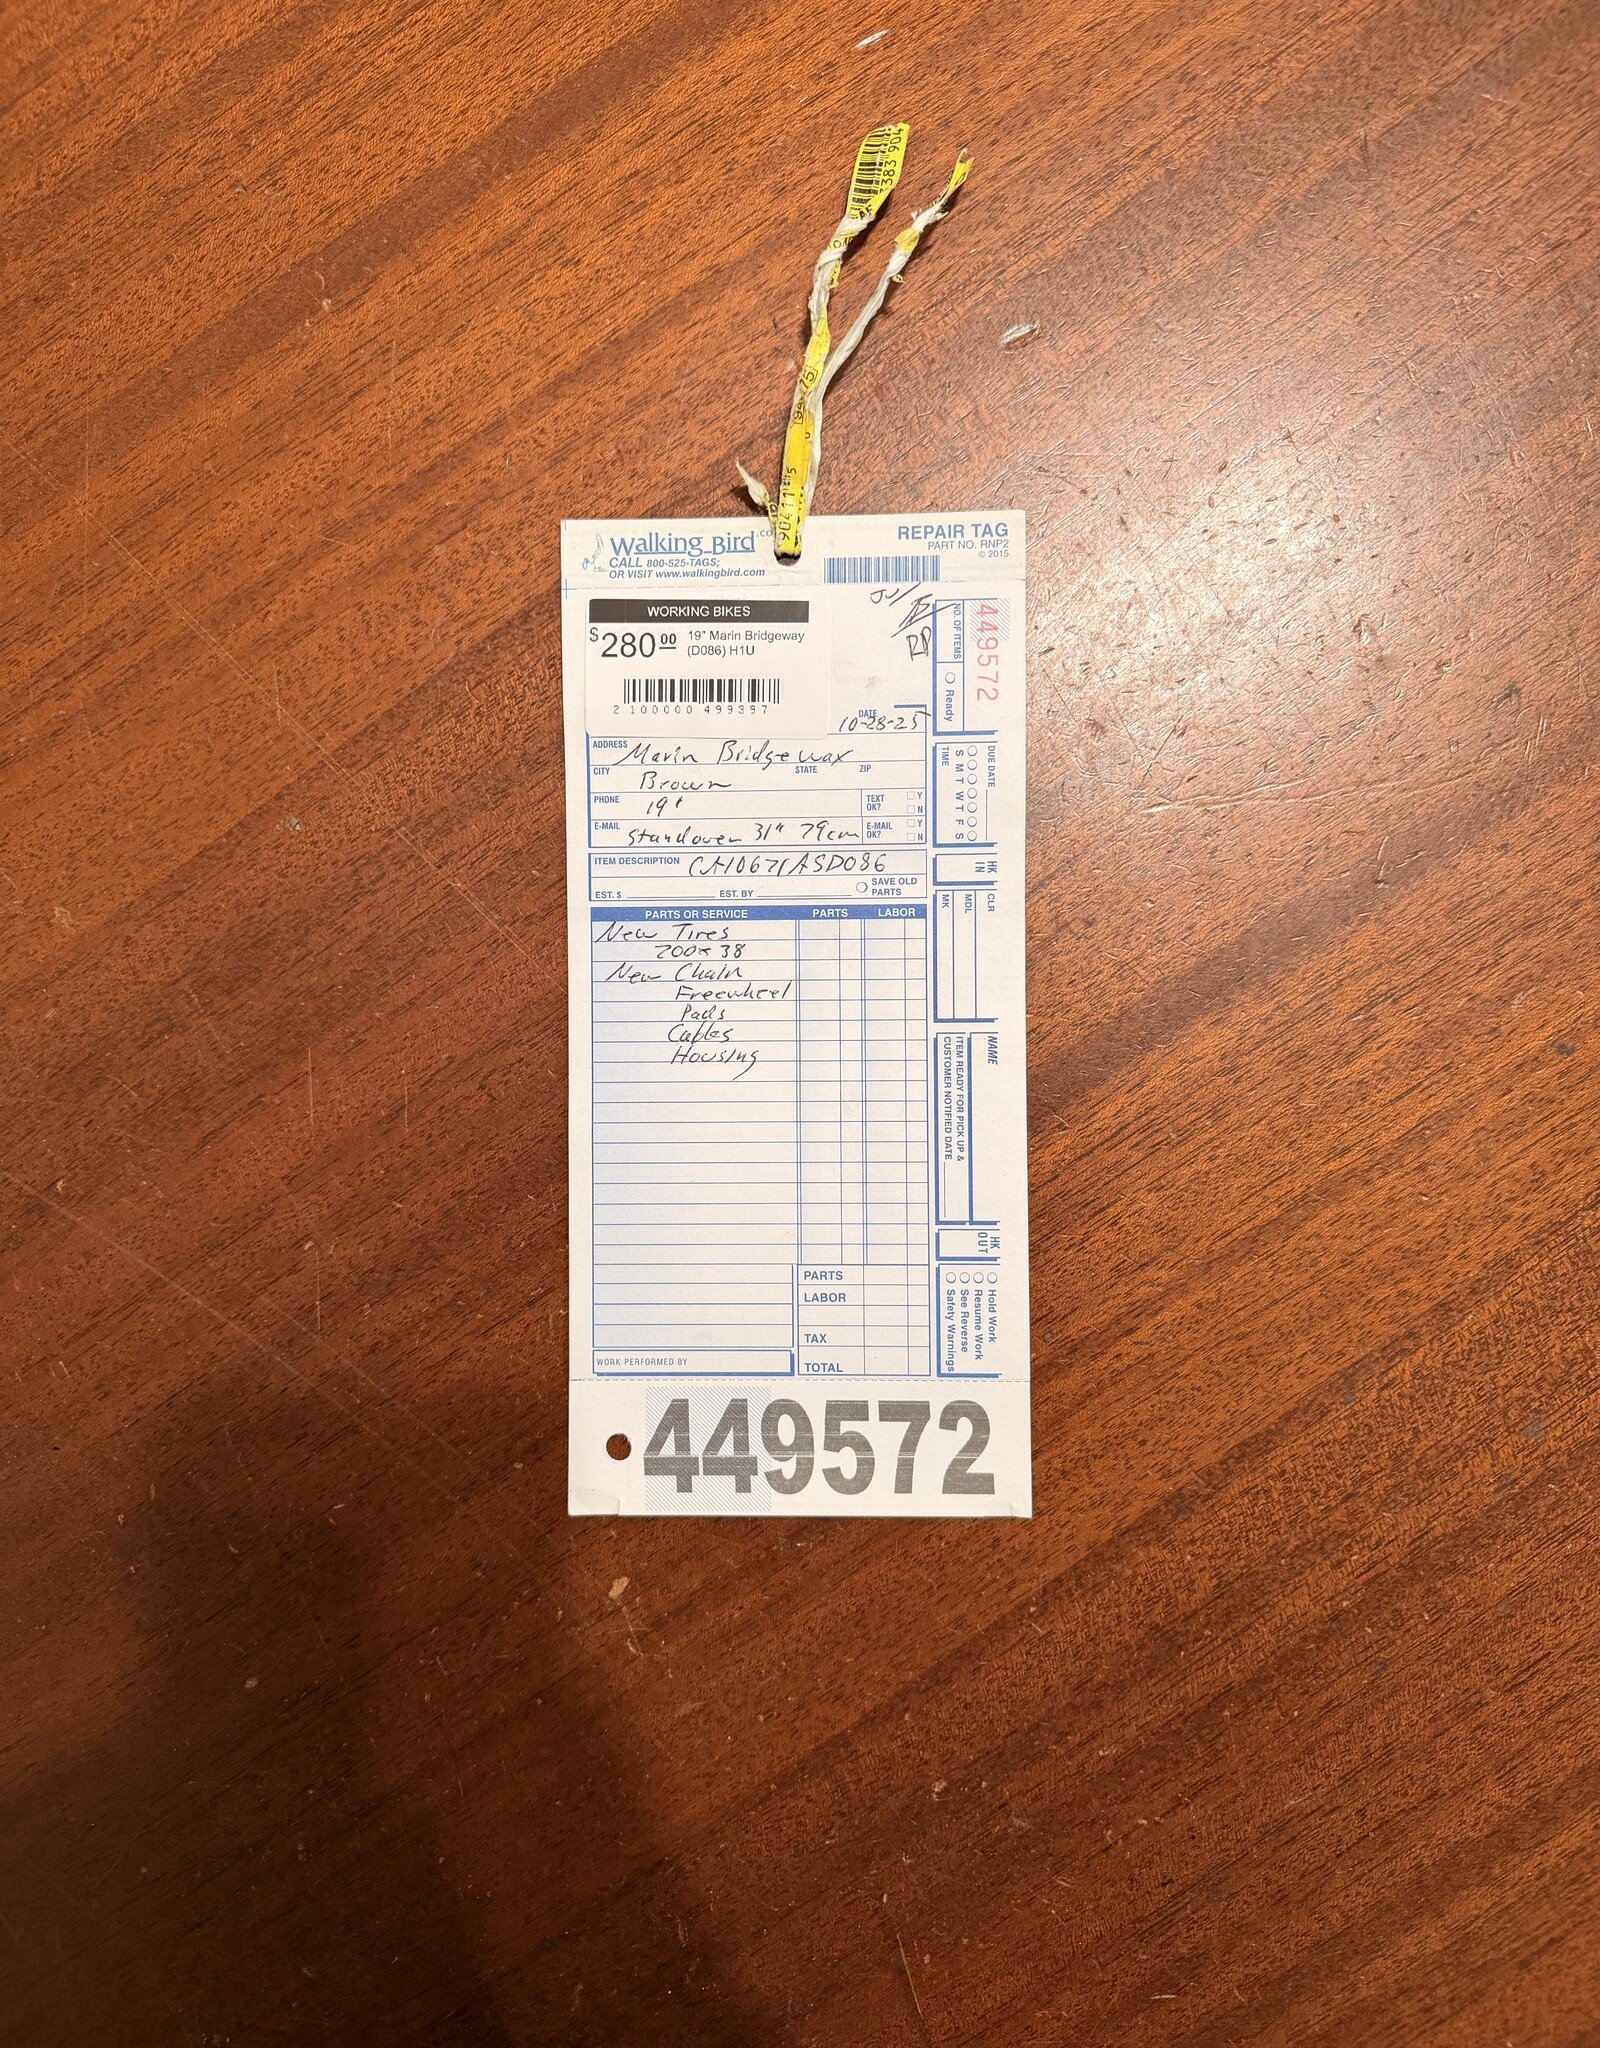 Walking_Bird
CALL 800-525-TAGS;
OR VISIT www.walkingbird.com
REPAIR TAG
PART NO. RNP2
© 2015
WORKING BIKES
$280.00 19" Marin Bridgeway
(D086) H1U
2 100000 499397
RP
DATE
10-28-25
ADDRESS Marin Bridgeway
CITY Brown STATE ZIP
PHONE 19" TEXT OK? Y N
E-MAIL Standover 31" 79cm E-MAIL OK? Y N
ITEM DESCRIPTION
EST. $ EST. BY SAVE OLD PARTS
PARTS OR SERVICE PARTS LABOR
New Tires
700x38
New Chain
Freewheel
Pads
Cables
Housing
PARTS
LABOR
TAX
WORK PERFORMED BY
TOTAL
449572
NO. OF ITEMS
Ready
DUE DATE
S M T W T F S
TIME
HK IN
CLR
MDL
MK
NAME
ITEM READY FOR PICK UP &
CUSTOMER NOTIFIED DATE
HK OUT
Hold Work
Resume Work
See Reverse
Safety Warnings
449572